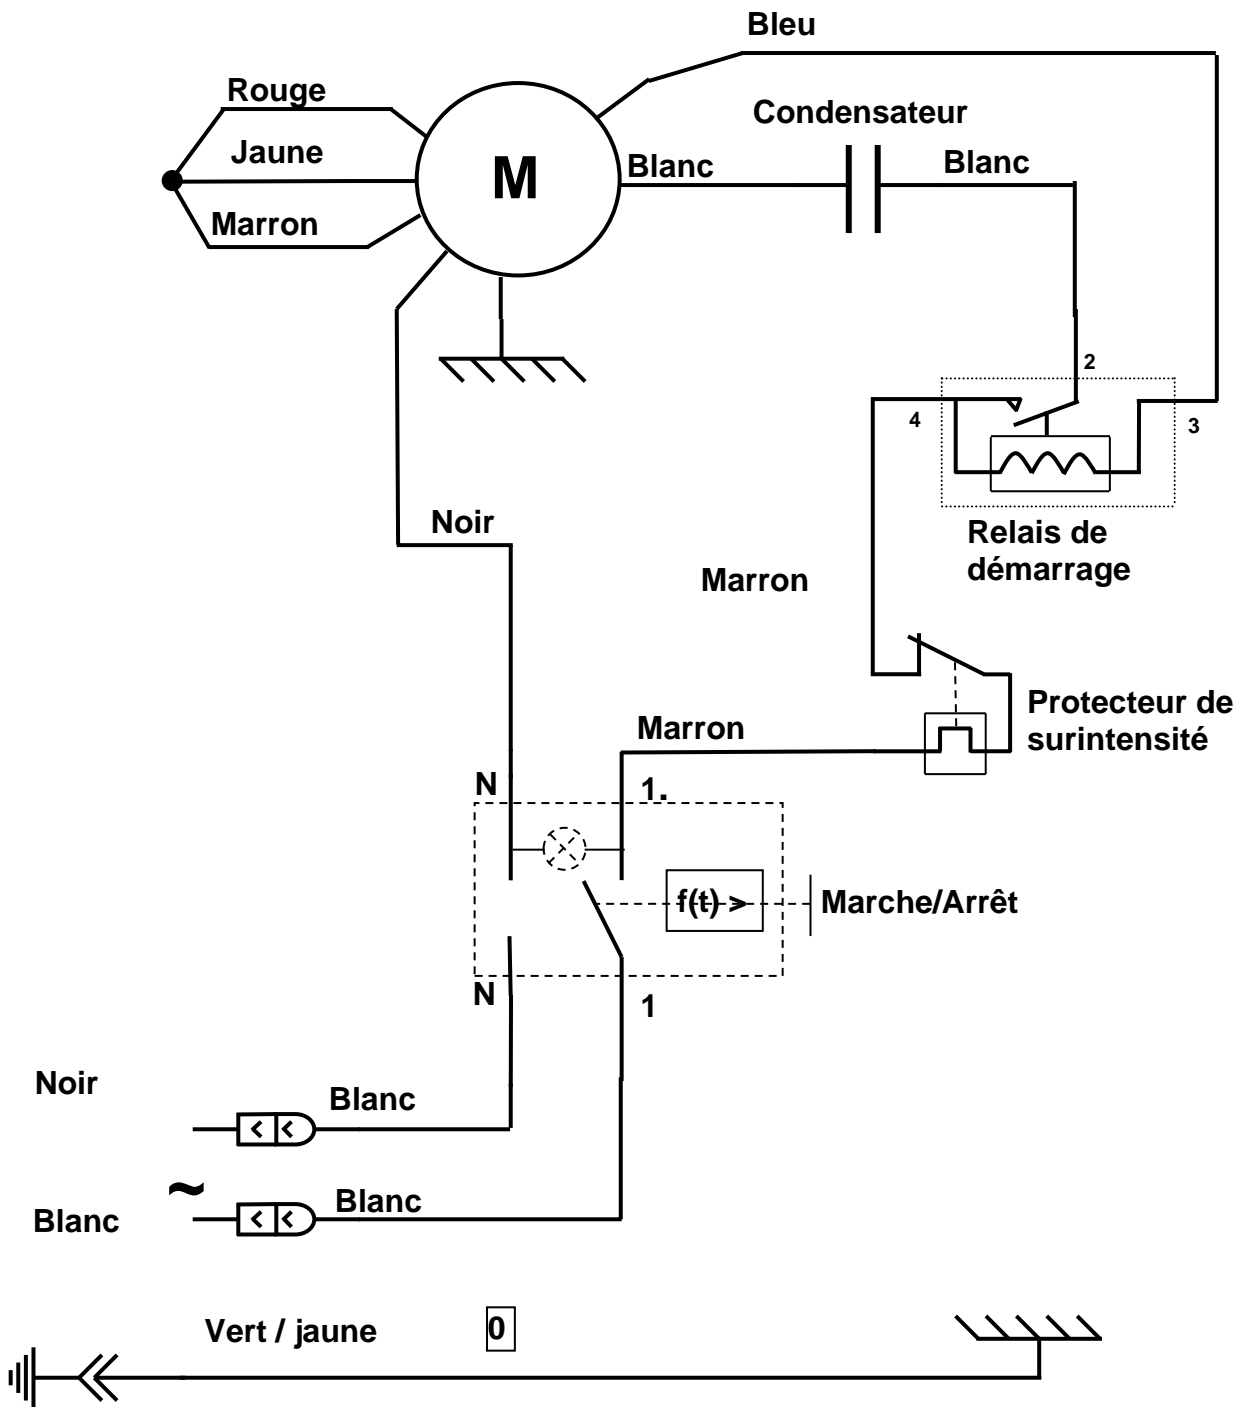 Bleu
Rouge
Condensateur
Jaune
M
Blanc
Blanc
Marron
2
4
3
Noir
Relais de
démarrage
Marron
Protecteur de
surintensité
Marron
N
1.
f(t) >
Marche/Arrêt
N
1
Noir
Blanc
~
Blanc
Blanc
Vert / jaune
0